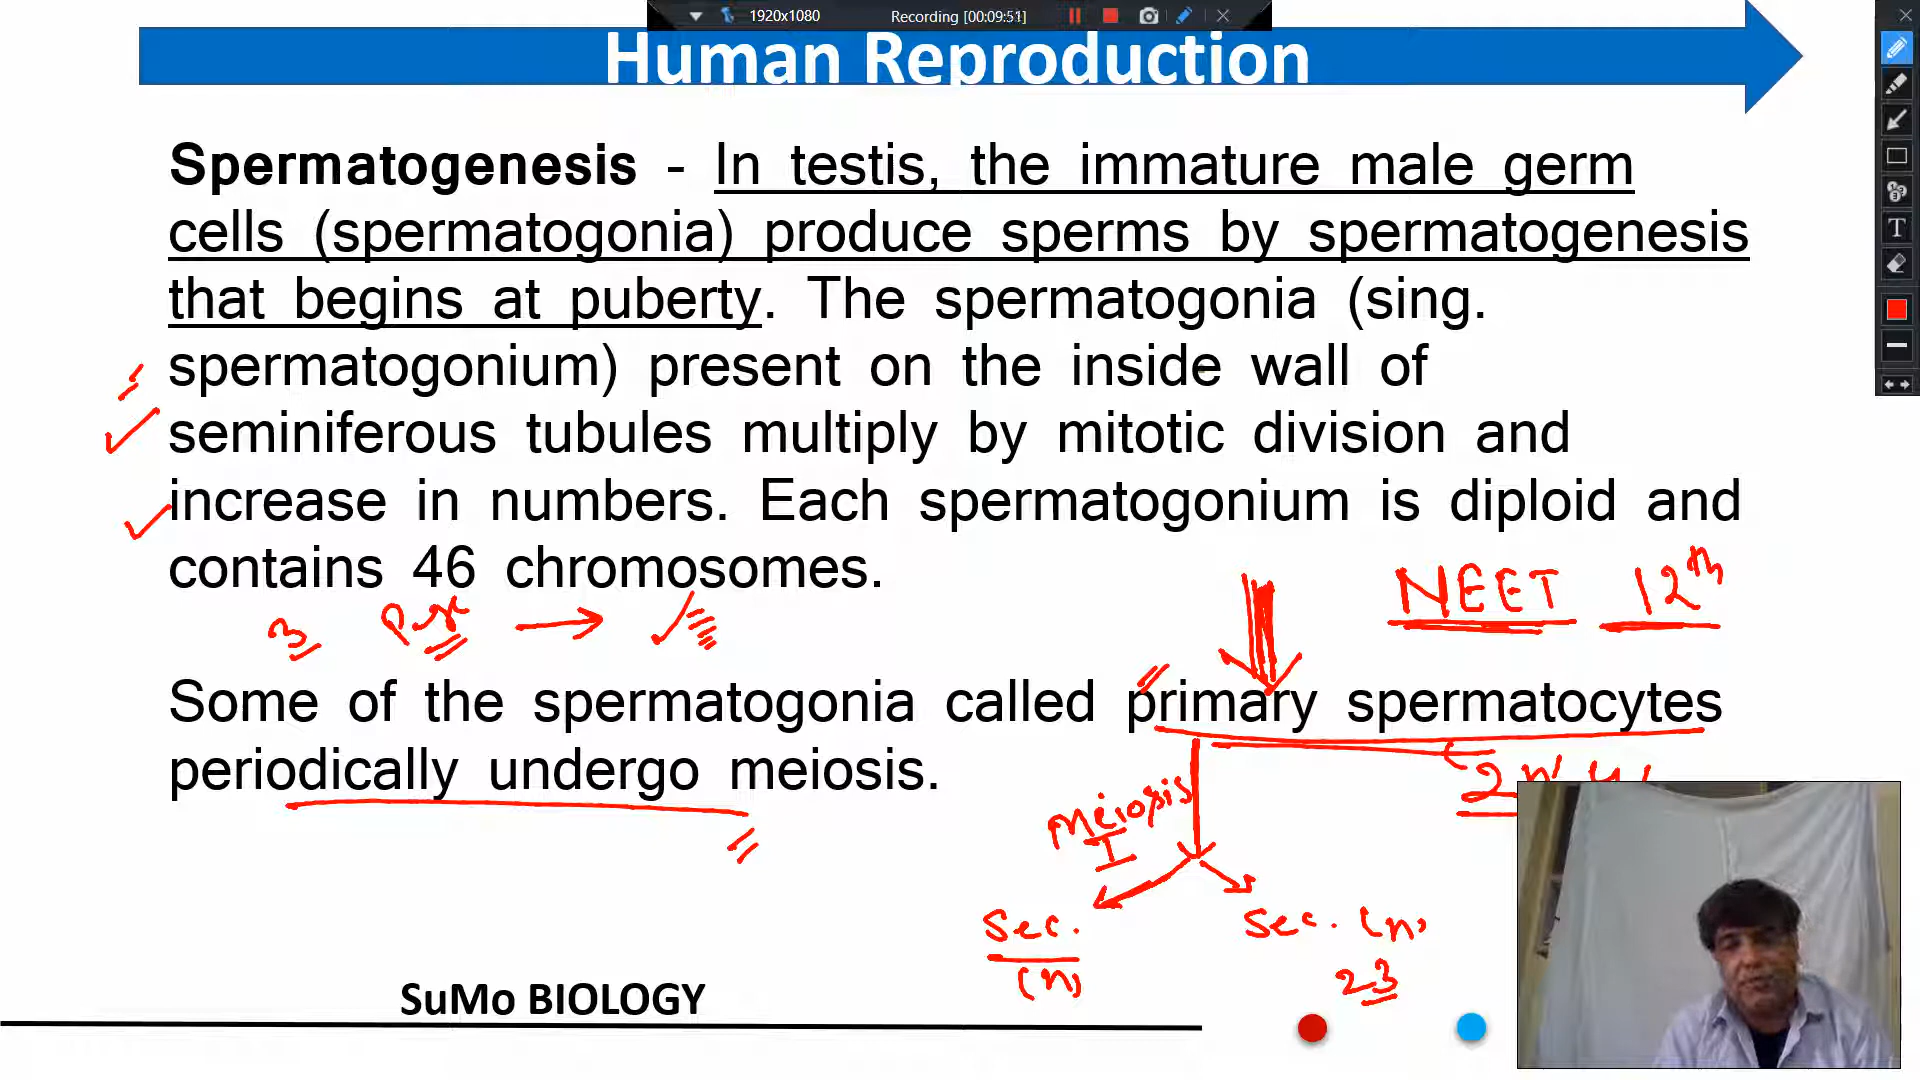 1920x1080 Recording [00:09:51]
Human Reproduction
Spermatogenesis - In testis, the immature male germ
cells (spermatogonia) produce sperms by spermatogenesis
that begins at puberty. The spermatogonia (sing.
spermatogonium) present on the inside wall of
seminiferous tubules multiply by mitotic division and
increase in numbers. Each spermatogonium is diploid and
contains 46 chromosomes.
NEET 12th
Some of the spermatogonia called primary spermatocytes
periodically undergo meiosis.
Meiosis
I
Sec. Sec. (n)
(n) 23
SuMo BIOLOGY